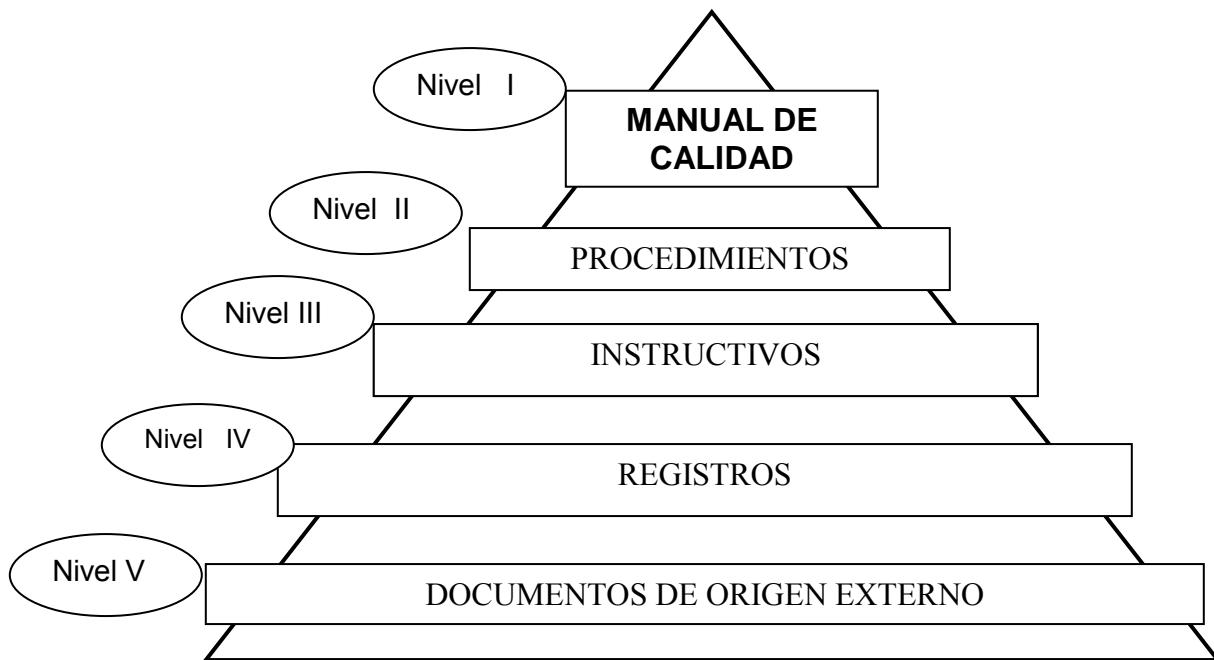 Nivel I
MANUAL DE
CALIDAD
Nivel II
PROCEDIMIENTOS
Nivel III
INSTRUCTIVOS
Nivel IV
REGISTROS
Nivel V
DOCUMENTOS DE ORIGEN EXTERNO